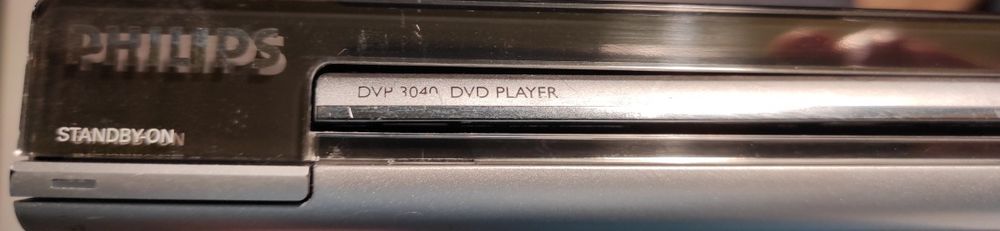 PHILIPS
DVP 3040 DVD PLAYER
STANDBY-ON